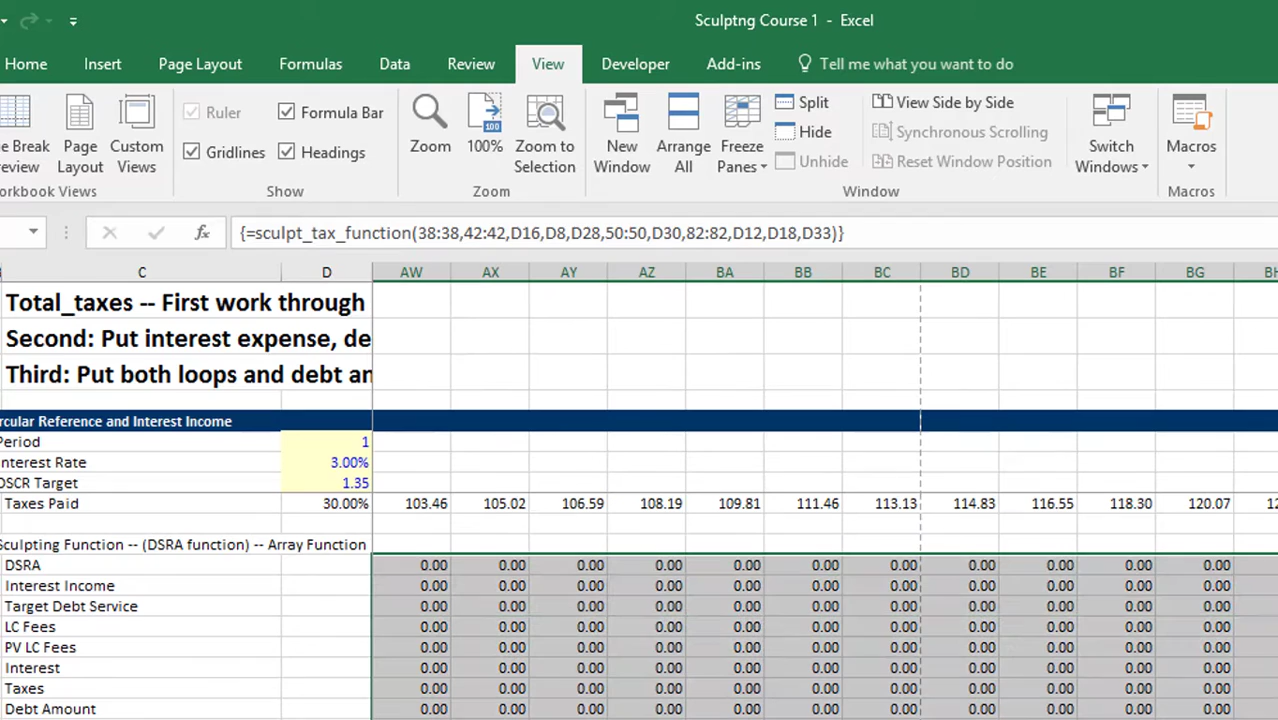 Sculptng Course 1 - Excel
Home Insert Page Layout Formulas Data Review View Developer Add-ins Tell me what you want to do
Ruler Formula Bar
Gridlines Headings
Page Layout
Custom Views
Zoom
100
100%
Zoom to Selection
New Window
Arrange All
Freeze Panes
Split
Hide
Unhide
View Side by Side
Synchronous Scrolling
Reset Window Position
Switch Windows
Macros
Show Zoom Window Macros
fx {=sculpt_tax_function(38:38,42:42,D16,D8,D28,50:50,D30,82:82,D12,D18,D33)}
C D AW AX AY AZ BA BB BC BD BE BF BG
Total_taxes -- First work through
Second: Put interest expense, de
Third: Put both loops and debt an
rcular Reference and Interest Income
Period 1
nterest Rate 3.00%
DSCR Target 1.35
Taxes Paid 30.00% 103.46 105.02 106.59 108.19 109.81 111.46 113.13 114.83 116.55 118.30 120.07
Sculpting Function -- (DSRA function) -- Array Function
DSRA 0.00 0.00 0.00 0.00 0.00 0.00 0.00 0.00 0.00 0.00 0.00
Interest Income 0.00 0.00 0.00 0.00 0.00 0.00 0.00 0.00 0.00 0.00 0.00
Target Debt Service 0.00 0.00 0.00 0.00 0.00 0.00 0.00 0.00 0.00 0.00 0.00
LC Fees 0.00 0.00 0.00 0.00 0.00 0.00 0.00 0.00 0.00 0.00 0.00
PV LC Fees 0.00 0.00 0.00 0.00 0.00 0.00 0.00 0.00 0.00 0.00 0.00
Interest 0.00 0.00 0.00 0.00 0.00 0.00 0.00 0.00 0.00 0.00 0.00
Taxes 0.00 0.00 0.00 0.00 0.00 0.00 0.00 0.00 0.00 0.00 0.00
Debt Amount 0.00 0.00 0.00 0.00 0.00 0.00 0.00 0.00 0.00 0.00 0.00